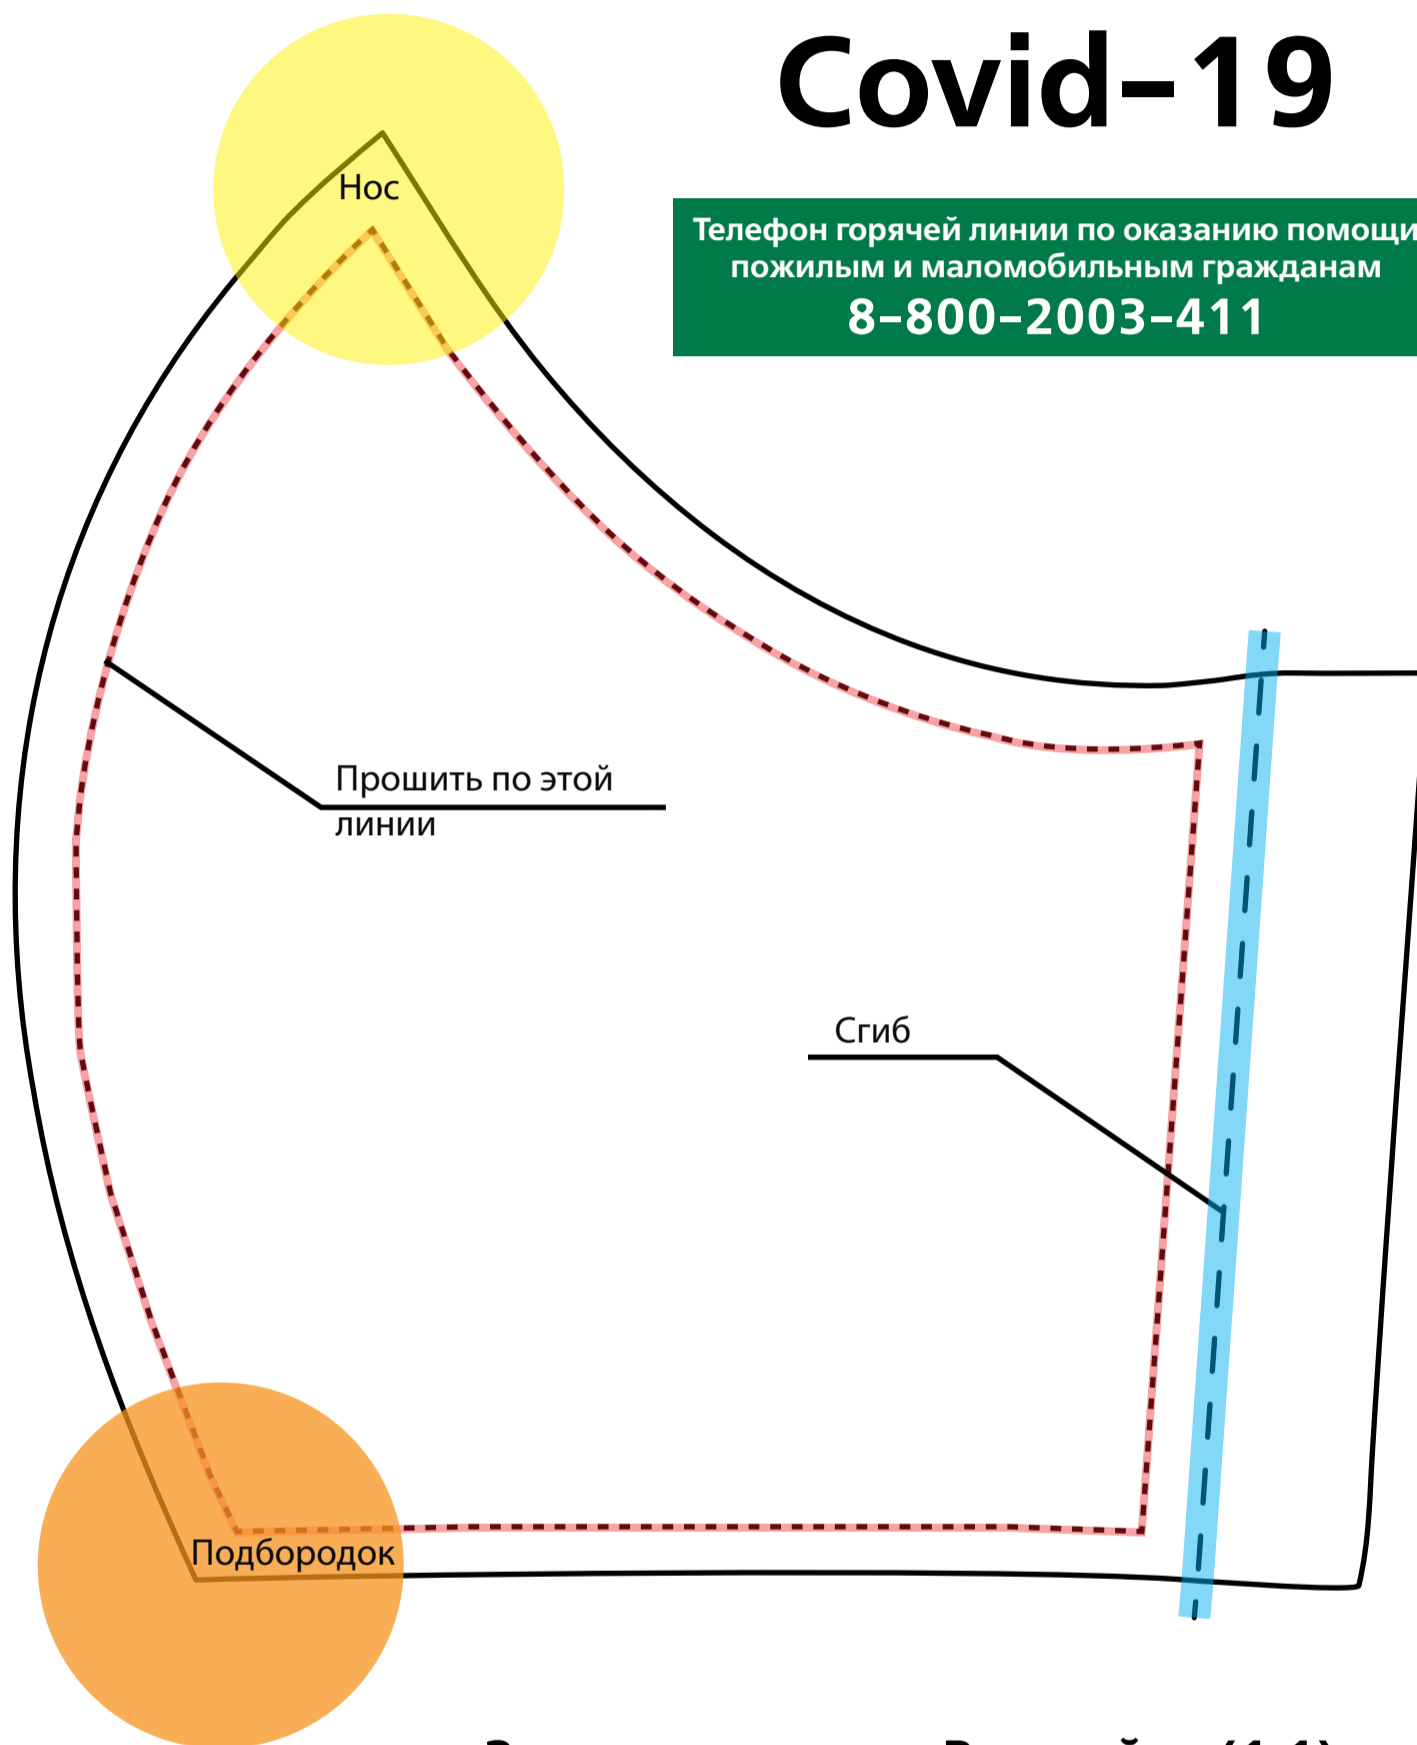 Covid-19
Нос
Телефон горячей линии по оказанию помощи
пожилым и маломобильным гражданам
8-800-2003-411
Прошить по этой
линии
Сгиб
Подбородок